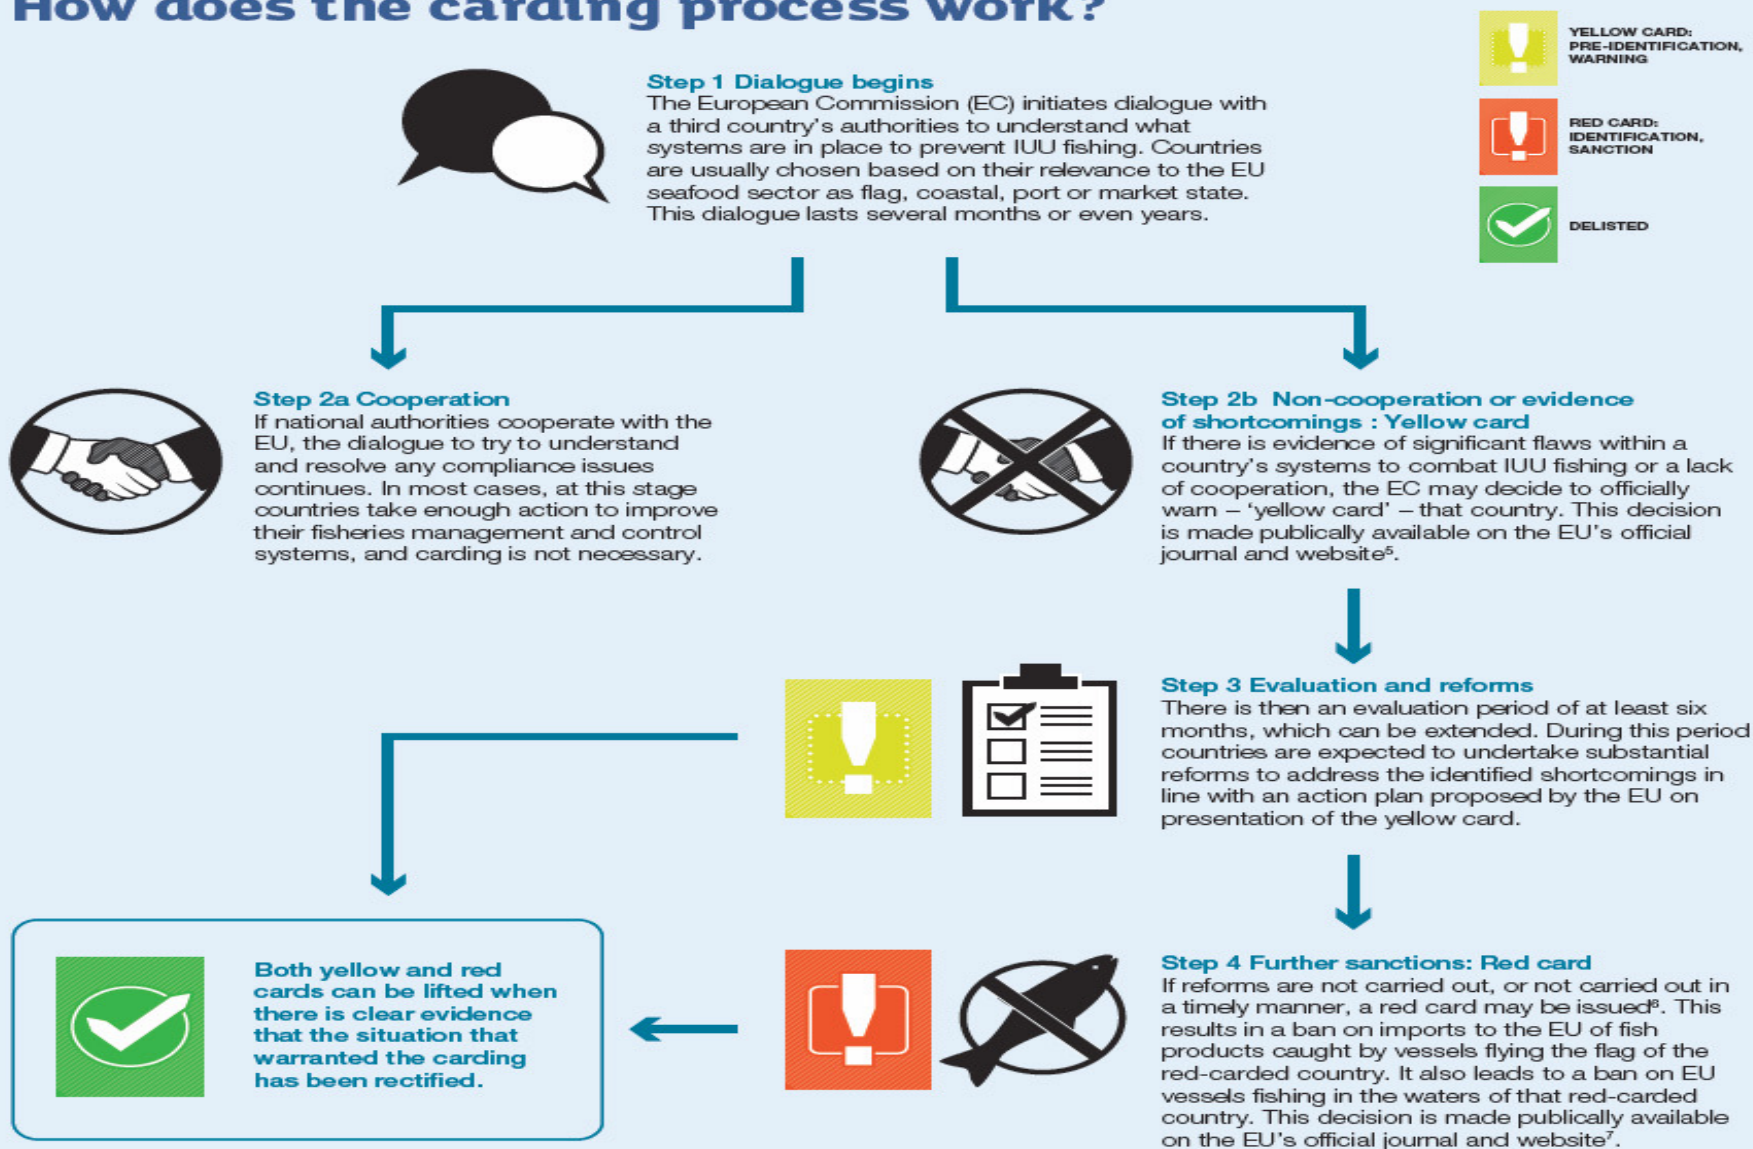 How does the carding process work?
YELLOW CARD:
PRE-IDENTIFICATION,
WARNING
RED CARD:
IDENTIFICATION,
SANCTION
DELISTED
Step 1 Dialogue begins
The European Commission (EC) initiates dialogue with
a third country's authorities to understand what
systems are in place to prevent IUU fishing. Countries
are usually chosen based on their relevance to the EU
seafood sector as flag, coastal, port or market state.
This dialogue lasts several months or even years.
Step 2a Cooperation
If national authorities cooperate with the
EU, the dialogue to try to understand
and resolve any compliance issues
continues. In most cases, at this stage
countries take enough action to improve
their fisheries management and control
systems, and carding is not necessary.
Step 2b Non-cooperation or evidence
of shortcomings : Yellow card
If there is evidence of significant flaws within a
country's systems to combat IUU fishing or a lack
of cooperation, the EC may decide to officially
warn – 'yellow card' – that country. This decision
is made publically available on the EU's official
journal and website⁵.
Step 3 Evaluation and reforms
There is then an evaluation period of at least six
months, which can be extended. During this period
countries are expected to undertake substantial
reforms to address the identified shortcomings in
line with an action plan proposed by the EU on
presentation of the yellow card.
Step 4 Further sanctions: Red card
If reforms are not carried out, or not carried out in
a timely manner, a red card may be issued⁶. This
results in a ban on imports to the EU of fish
products caught by vessels flying the flag of the
red-carded country. It also leads to a ban on EU
vessels fishing in the waters of that red-carded
country. This decision is made publically available
on the EU's official journal and website⁷.
Both yellow and red
cards can be lifted when
there is clear evidence
that the situation that
warranted the carding
has been rectified.